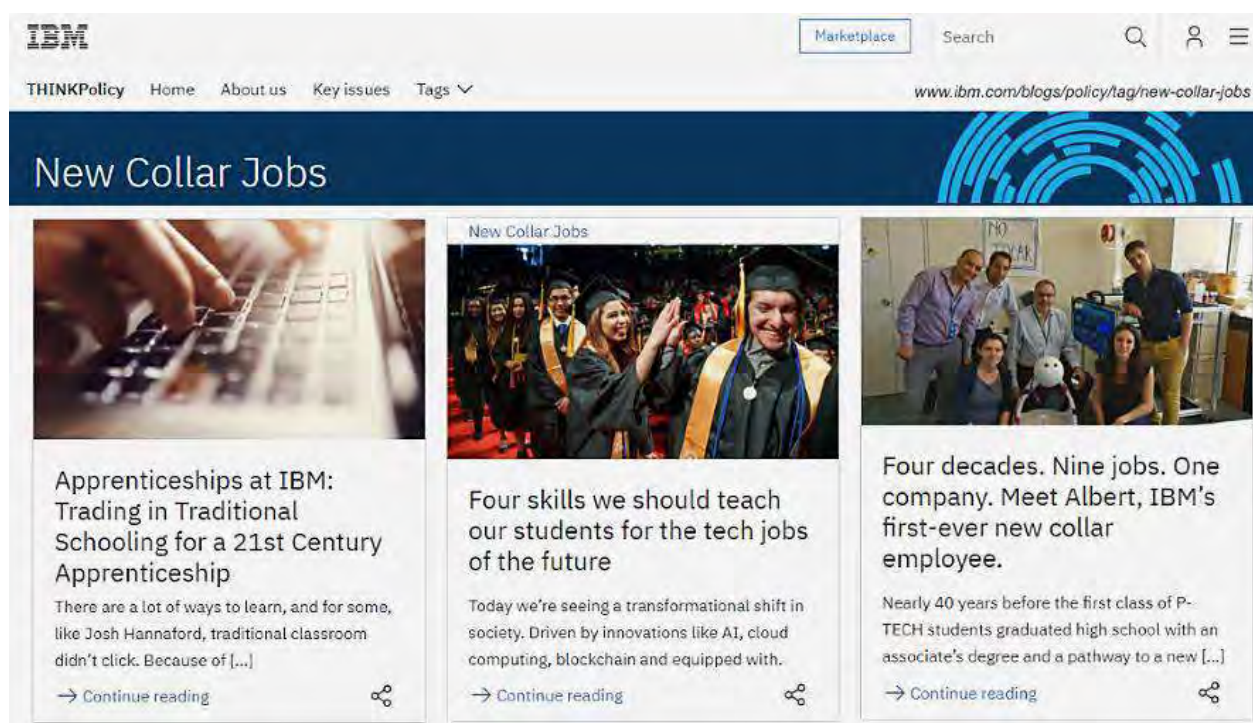 IBM
Marketplace
Search
THINKPolicy Home About us Key issues Tags
www.ibm.com/blogs/policy/tag/new-collar-jobs
New Collar Jobs
Apprenticeships at IBM:
Trading in Traditional
Schooling for a 21st Century
Apprenticeship
There are a lot of ways to learn, and for some,
like Josh Hannaford, traditional classroom
didn't click. Because of [...]
→ Continue reading
New Collar Jobs
Four skills we should teach
our students for the tech jobs
of the future
Today we're seeing a transformational shift in
society. Driven by innovations like AI, cloud
computing, blockchain and equipped with.
→ Continue reading
NO
Four decades. Nine jobs. One
company. Meet Albert, IBM's
first-ever new collar
employee.
Nearly 40 years before the first class of P-
TECH students graduated high school with an
associate's degree and a pathway to a new [...]
→ Continue reading